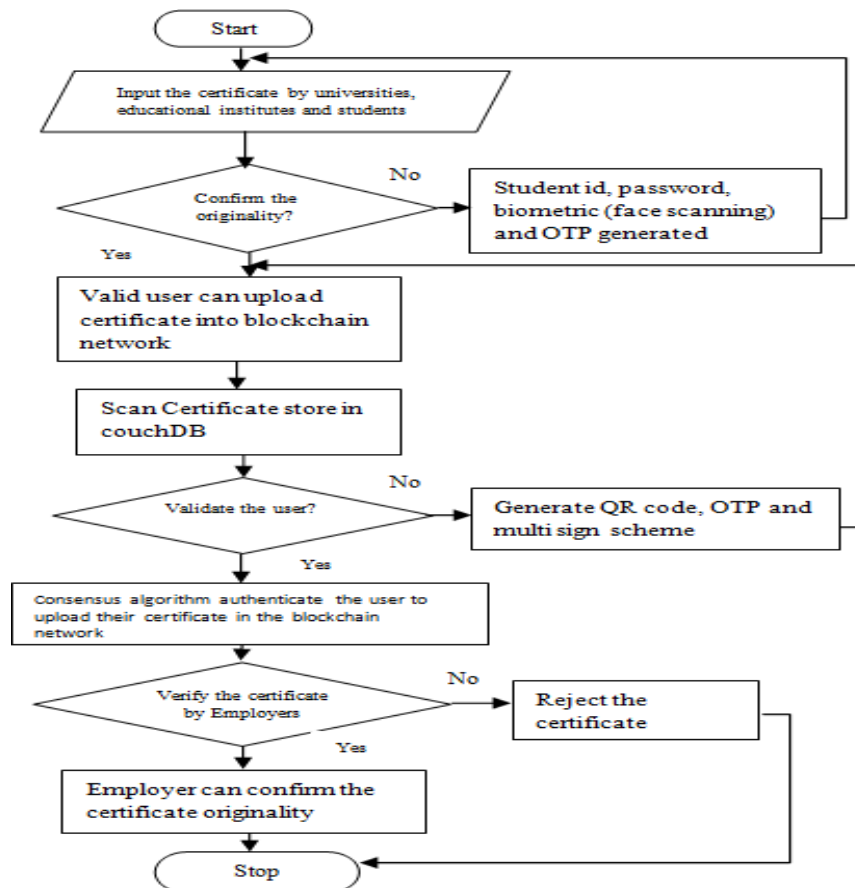 Start
Input the certificate by universities,
educational institutes and students
No
Confirm the
originality?
Student id, password,
biometric (face scanning)
and OTP generated
Yes
Valid user can upload
certificate into blockchain
network
Scan Certificate store in
couchDB
No
Validate the user?
Generate QR code, OTP and
multi sign scheme
Yes
Consensus algorithm authenticate the user to
upload their certificate in the blockchain
network
No
Verify the certificate
by Employers
Reject the
certificate
Yes
Employer can confirm the
certificate originality
Stop